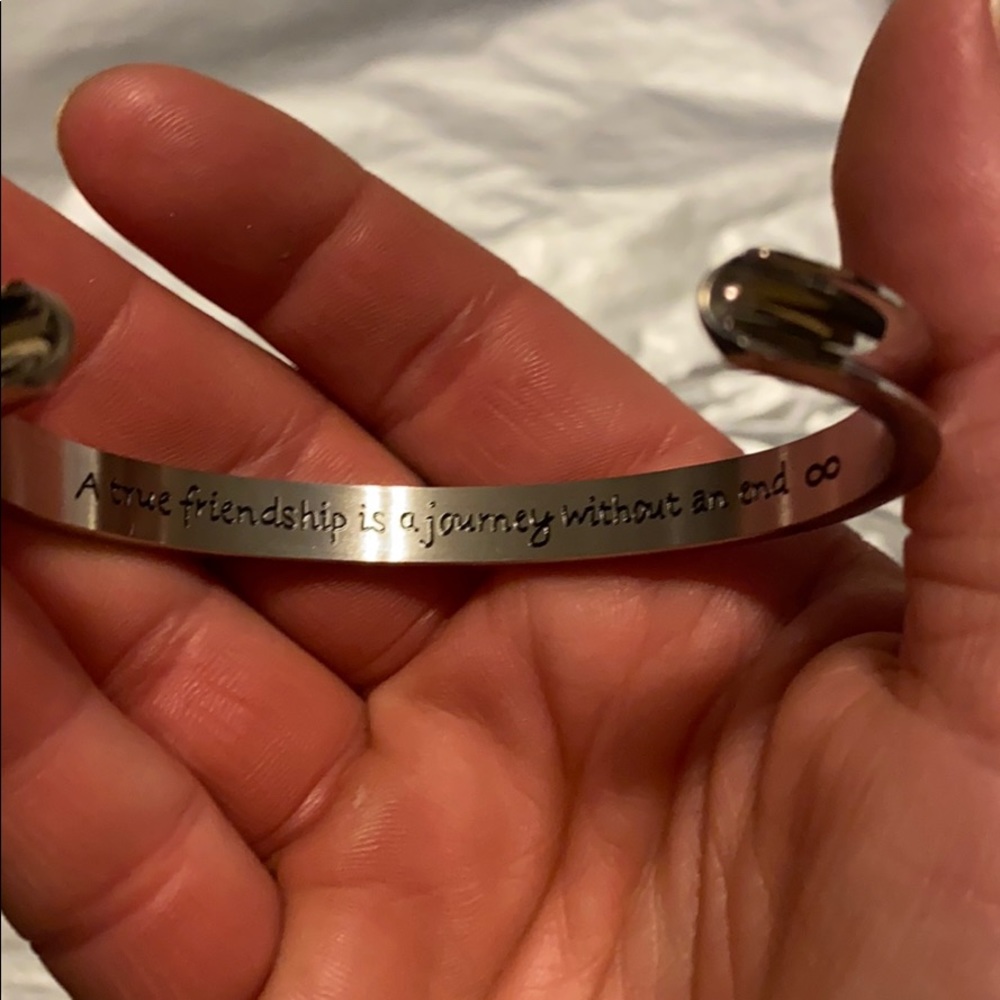 A true friendship is a journey without an end ∞